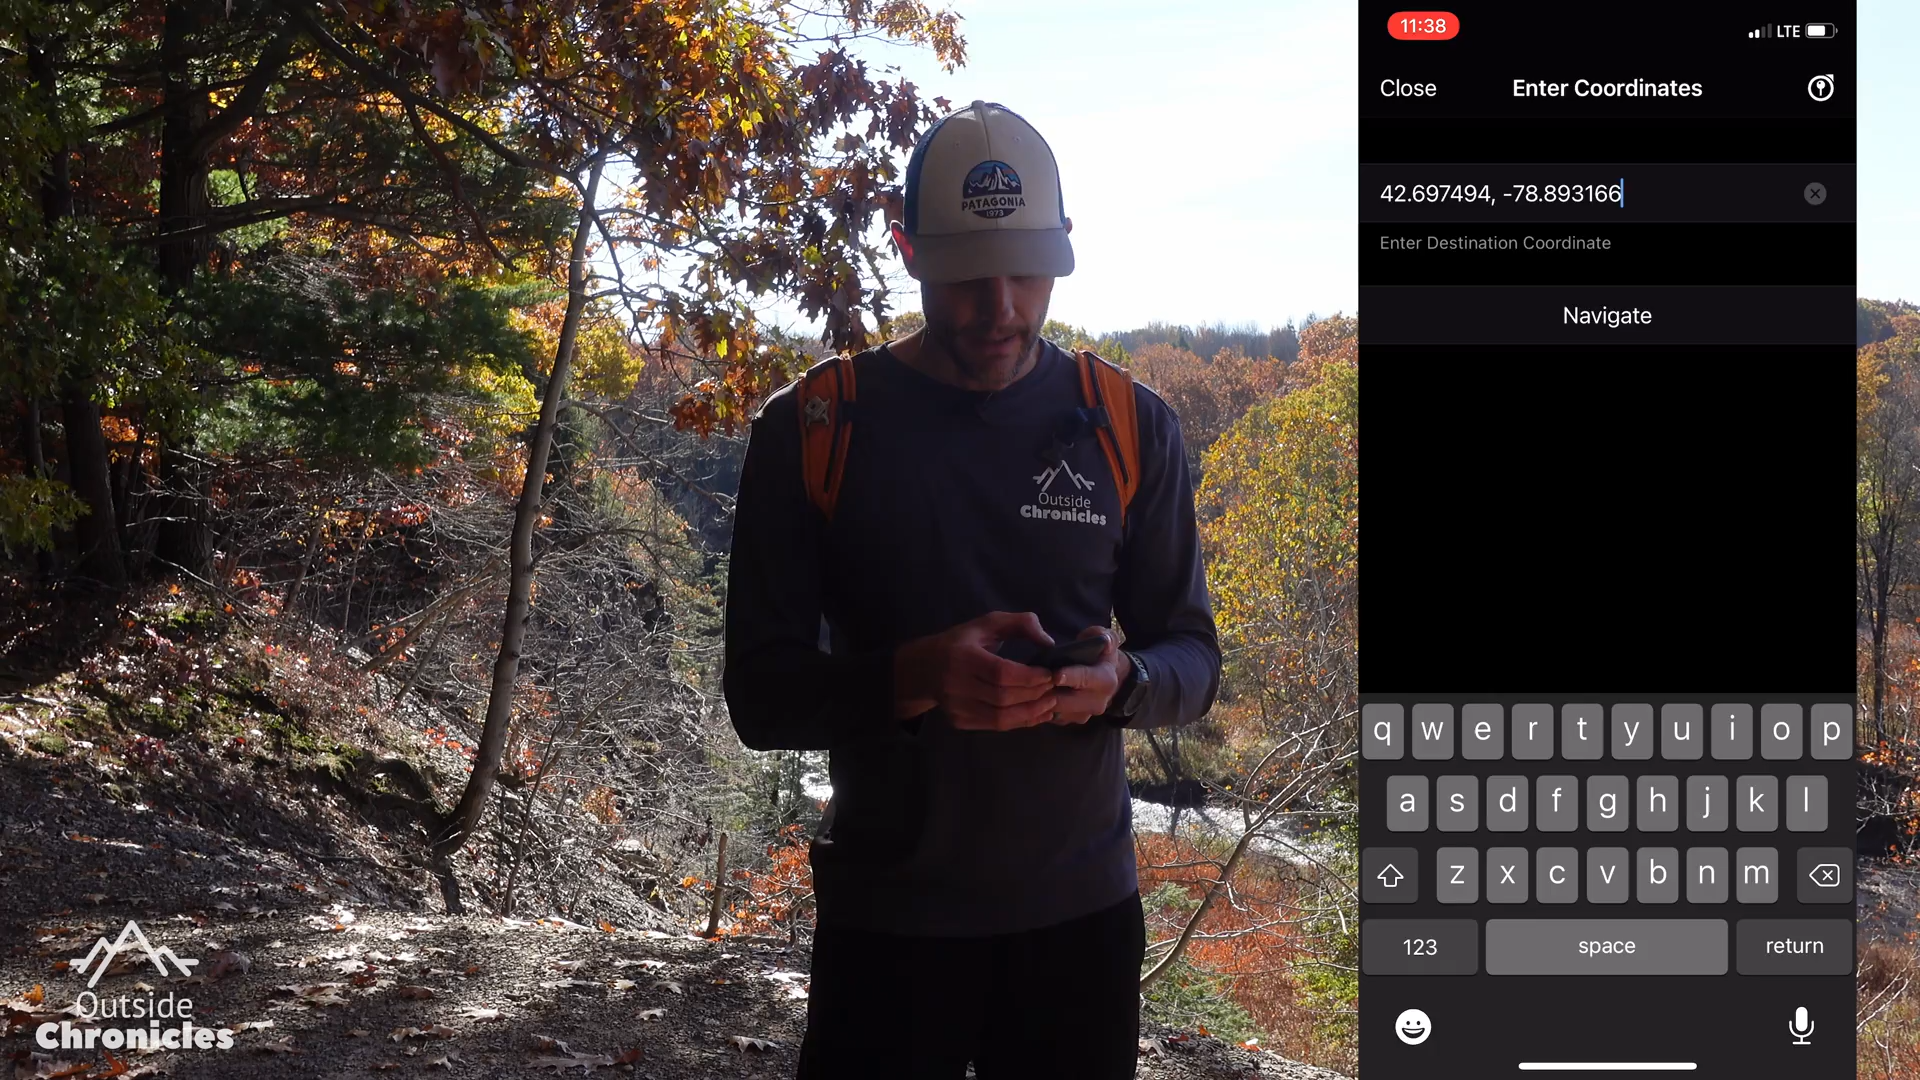 PATAGONIA
1973
Outside
Chronicles
Outside
Chronicles
11:38
LTE
Close
Enter Coordinates
42.697494, -78.893166
Enter Destination Coordinate
Navigate
q w e r t y u i o p
a s d f g h j k l
z x c v b n m
123 space return